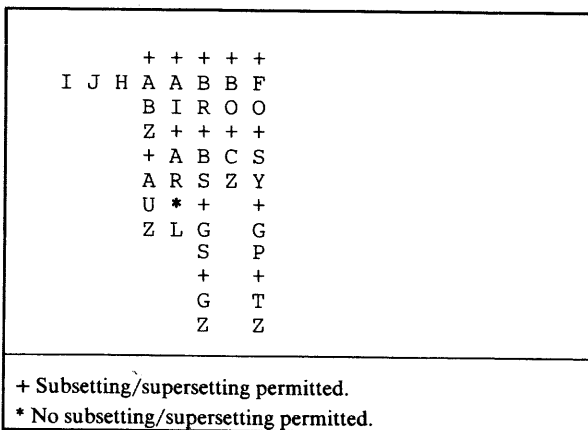 + + + + +
I J H A A B B F
B I R O O
Z + + + +
+ A B C S
A R S Z Y
U * + +
Z L G G
S P
+ +
G T
Z Z
+ Subsetting/supersetting permitted.
* No subsetting/supersetting permitted.